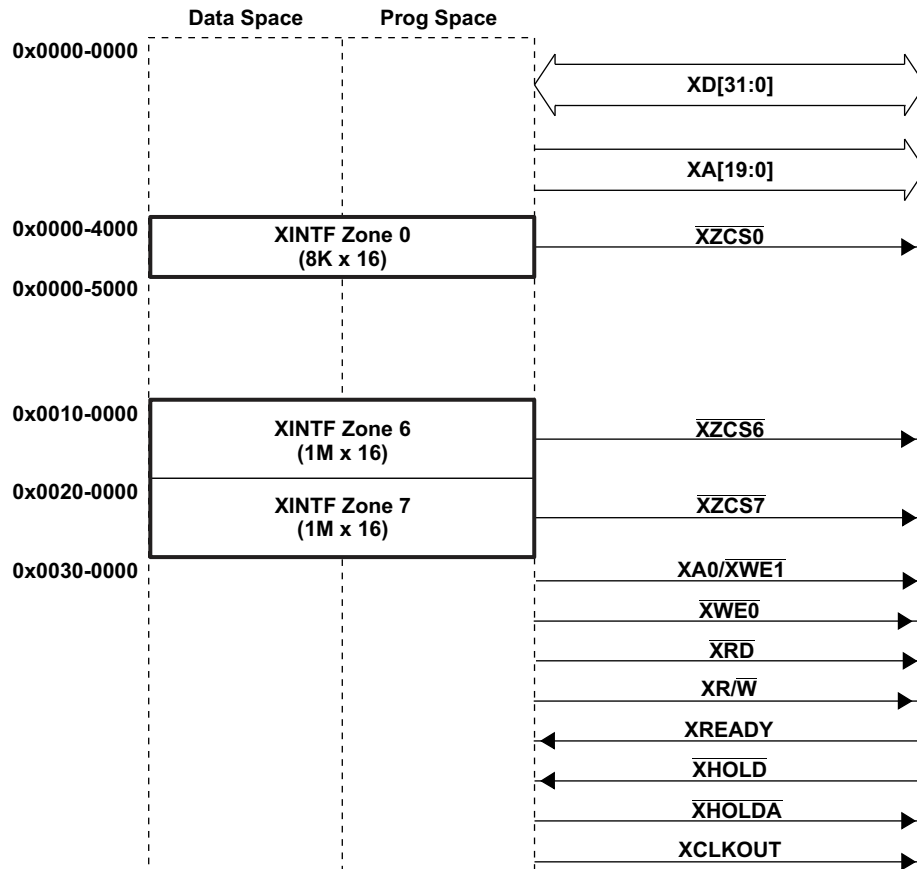 Data Space Prog Space
0x0000-0000
XD[31:0]
XA[19:0]
0x0000-4000
XINTF Zone 0
(8K x 16)
XZCS0
0x0000-5000
0x0010-0000
XINTF Zone 6
(1M x 16)
XZCS6
0x0020-0000
XINTF Zone 7
(1M x 16)
XZCS7
0x0030-0000
XA0/XWE1
XWE0
XRD
XR/W
XREADY
XHOLD
XHOLDA
XCLKOUT